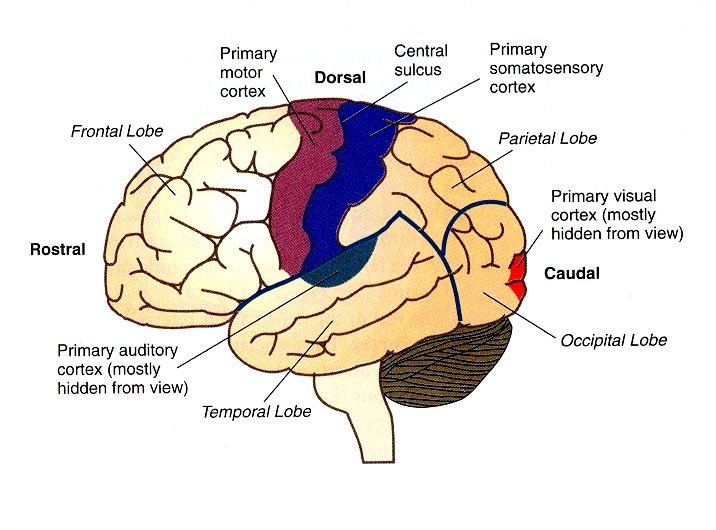 Primary
motor
cortex
Dorsal
Central
sulcus
Primary
somatosensory
cortex
Frontal Lobe
Parietal Lobe
Primary visual
cortex (mostly
hidden from view)
Rostral
Caudal
Occipital Lobe
Primary auditory
cortex (mostly
hidden from view)
Temporal Lobe